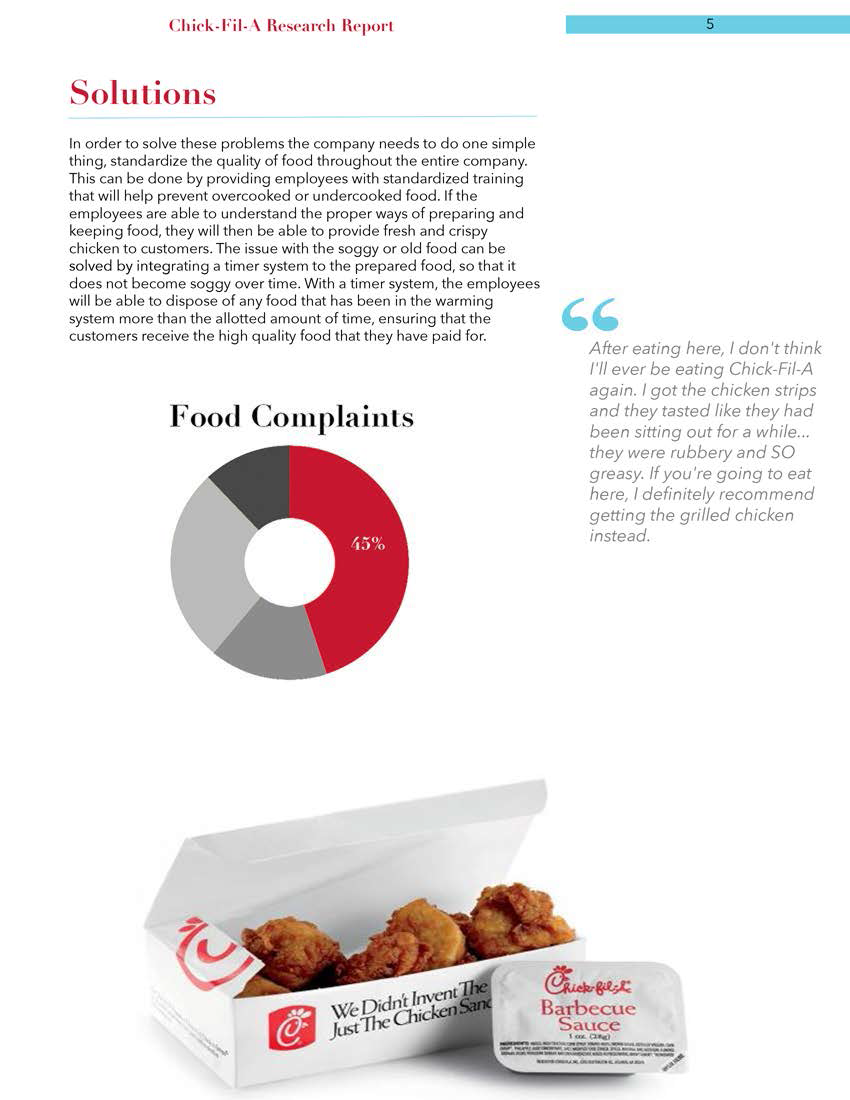 Chick-Fil-A Research Report
5
Solutions
In order to solve these problems the company needs to do one simple
thing, standardize the quality of food throughout the entire company.
This can be done by providing employees with standardized training
that will help prevent overcooked or undercooked food. If the
employees are able to understand the proper ways of preparing and
keeping food, they will then be able to provide fresh and crispy
chicken to customers. The issue with the soggy or old food can be
solved by integrating a timer system to the prepared food, so that it
does not become soggy over time. With a timer system, the employees
will be able to dispose of any food that has been in the warming
system more than the allotted amount of time, ensuring that the
customers receive the high quality food that they have paid for.
“
After eating here, I don't think
I'll ever be eating Chick-Fil-A
again. I got the chicken strips
and they tasted like they had
been sitting out for a while...
they were rubbery and SO
greasy. If you're going to eat
here, I definitely recommend
getting the grilled chicken
instead.
Food Complaints
45%
We Didn't Invent The
Just The Chicken Sand
Chick-fil-A
Barbecue
Sauce
1 oz. (28g)